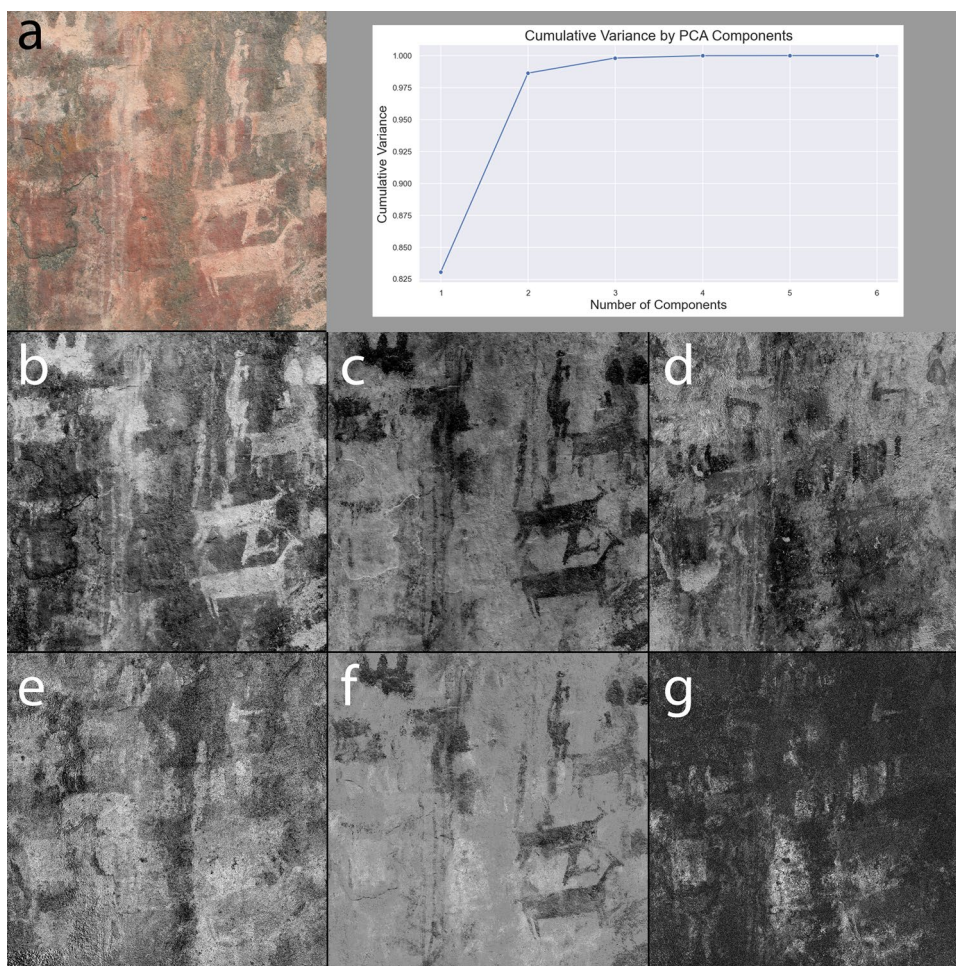 a
Cumulative Variance by PCA Components
Cumulative Variance
1.000
0.975
0.950
0.925
0.900
0.875
0.850
0.825
1 2 3 4 5 6
Number of Components
b c d
e f g